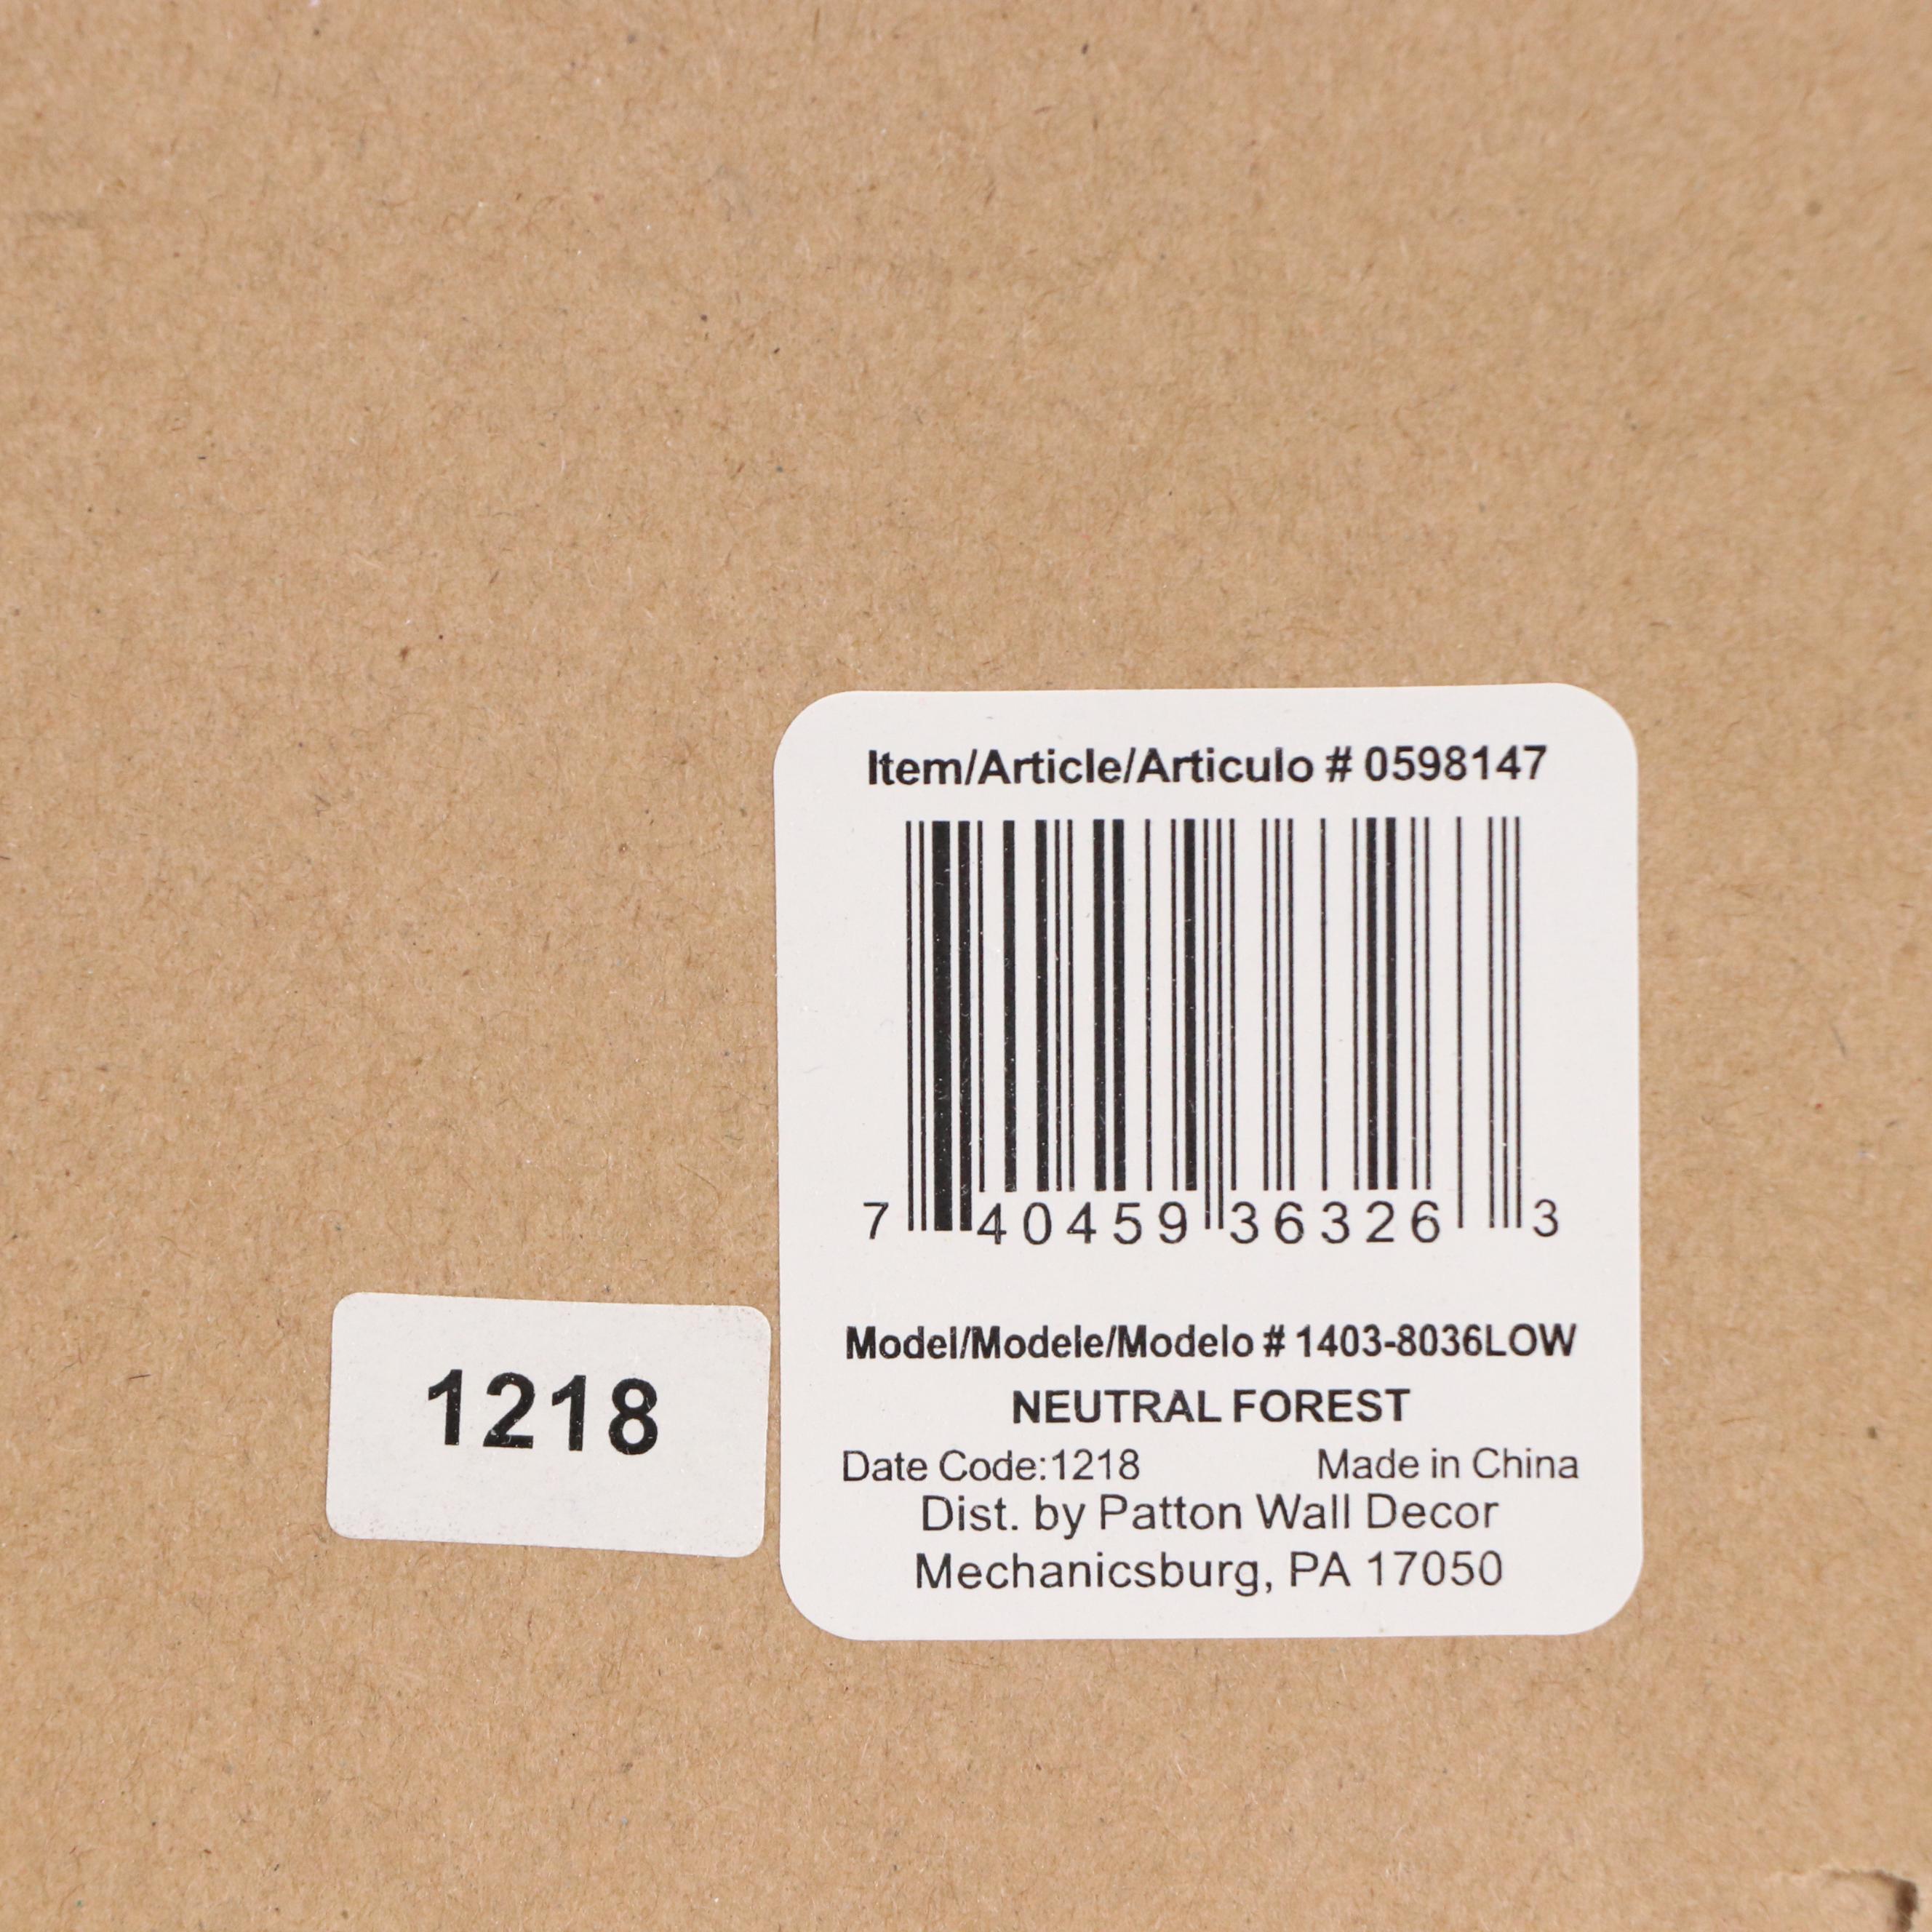 Item/Article/Articulo # 0598147
7 40459 36326 3
Model/Modele/Modelo # 1403-8036LOW
NEUTRAL FOREST
Date Code:1218 Made in China
Dist. by Patton Wall Decor
Mechanicsburg, PA 17050
1218